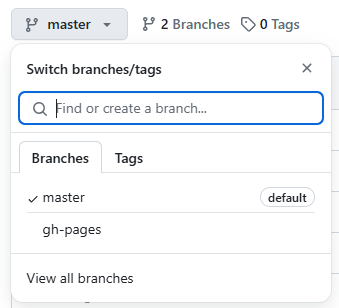 master 2 Branches 0 Tags
Switch branches/tags
Find or create a branch...
Branches Tags
master default
gh-pages
View all branches